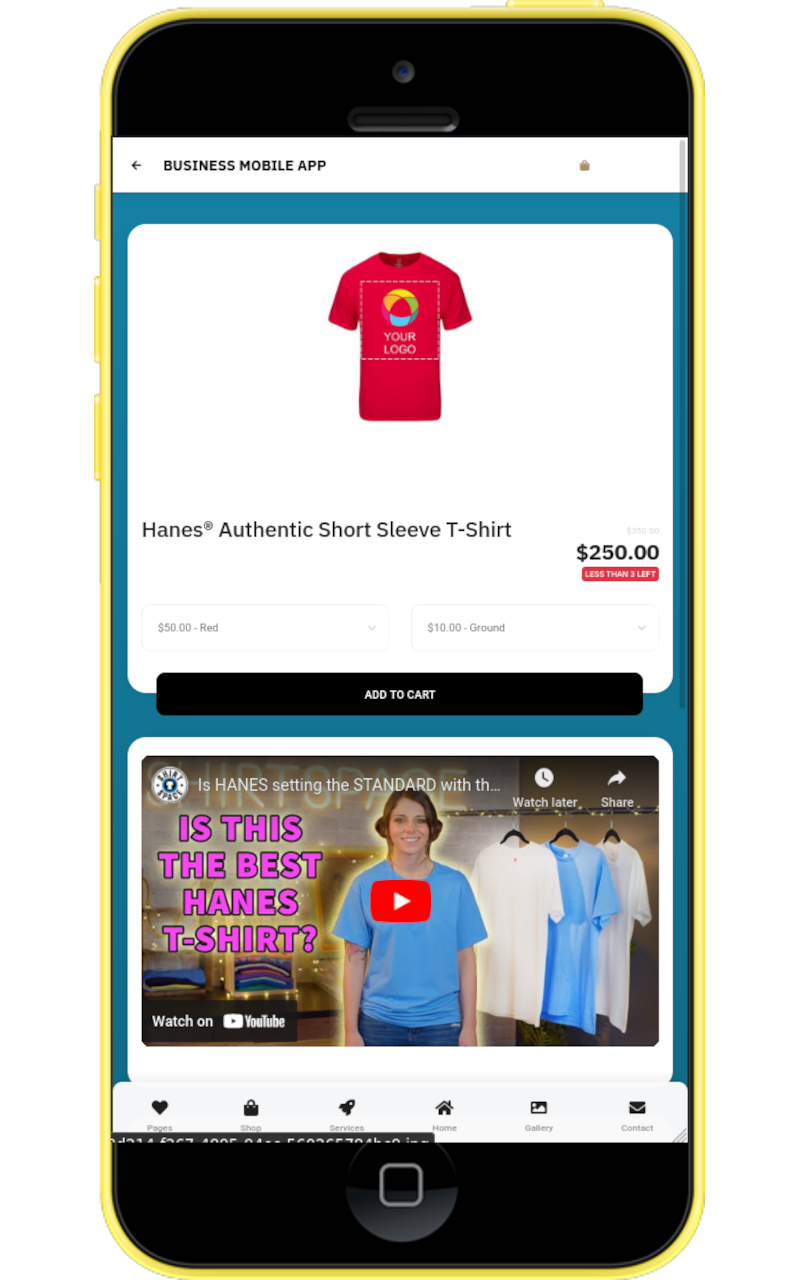 BUSINESS MOBILE APP
YOUR
LOGO
Hanes® Authentic Short Sleeve T-Shirt
$350.00
$250.00
LESS THAN 3 LEFT
$50.00 - Red
$10.00 - Ground
ADD TO CART
SHIRT
SPACE
Is HANES setting the STANDARD with th...
Watch later
Share
IS THIS
THE BEST
HANES
T-SHIRT?
Watch on YouTube
Pages
Shop
Services
Home
Gallery
Contact